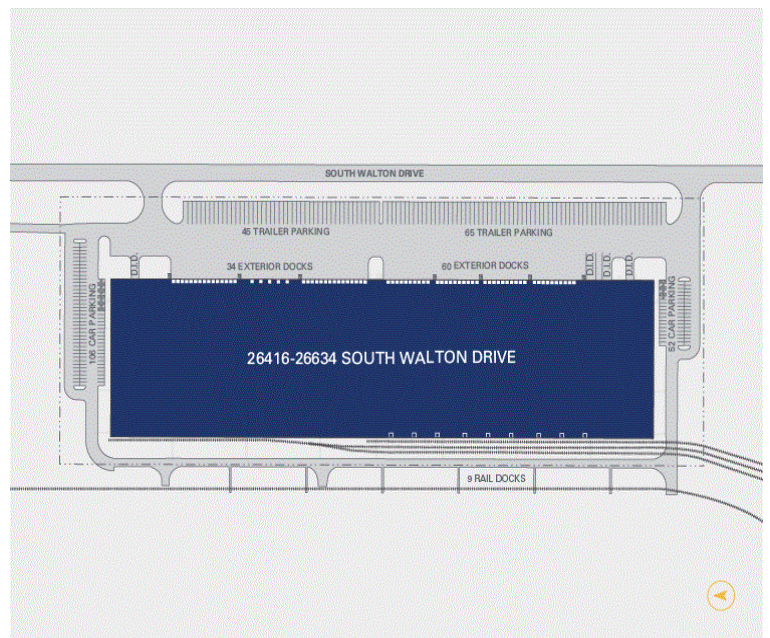 SOUTH WALTON DRIVE
45 TRAILER PARKING
65 TRAILER PARKING
D.I.D.
34 EXTERIOR DOCKS
60 EXTERIOR DOCKS
D.I.D.
D.I.D.
D.I.D.
106 CAR PARKING
26416-26634 SOUTH WALTON DRIVE
52 CAR PARKING
9 RAIL DOCKS